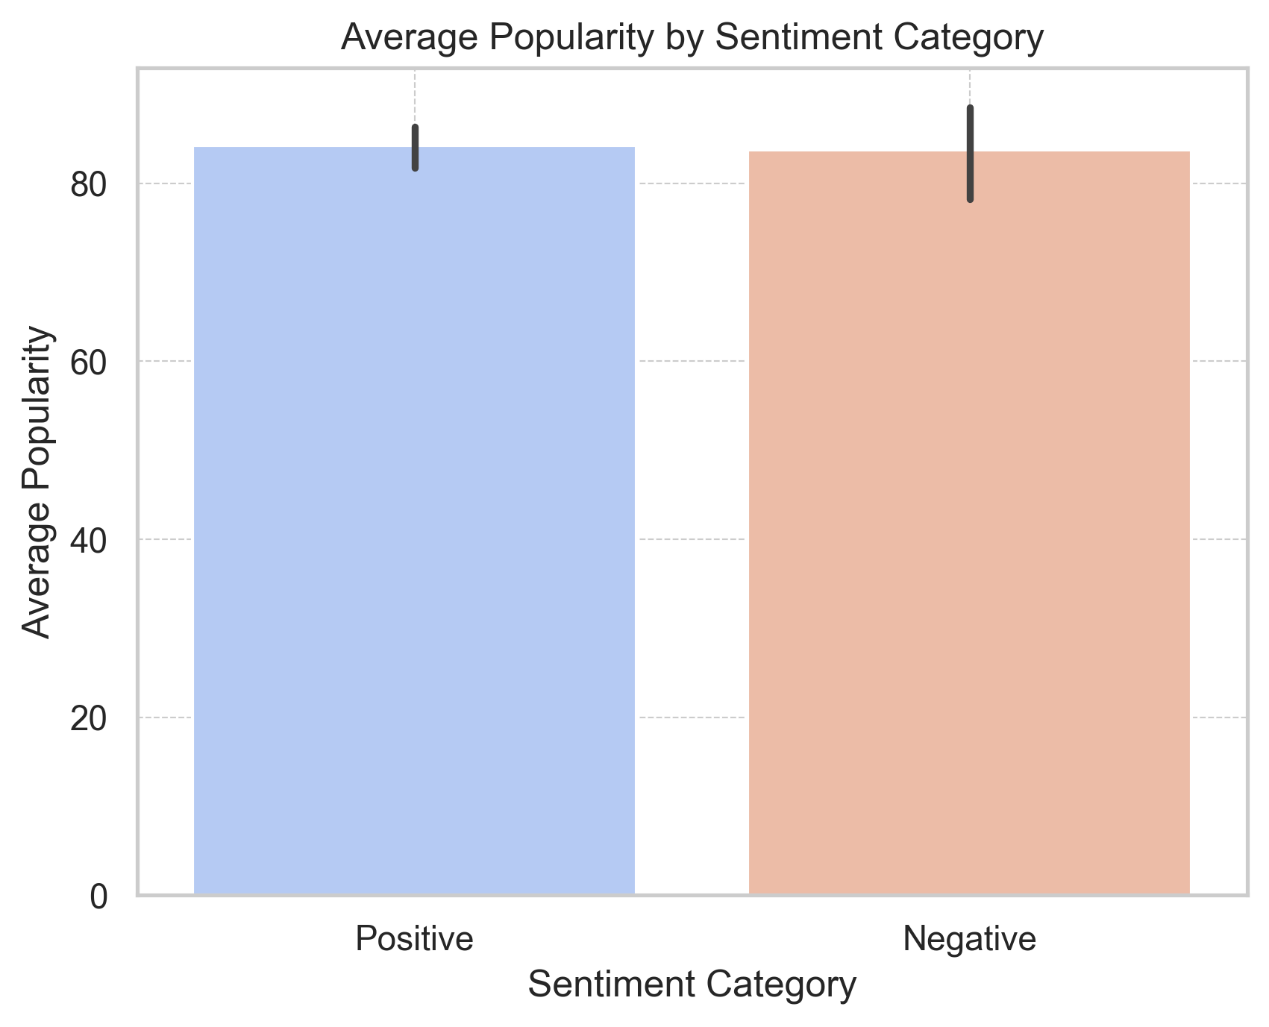 Average Popularity by Sentiment Category
Average Popularity
80
60
40
20
0
Positive
Negative
Sentiment Category